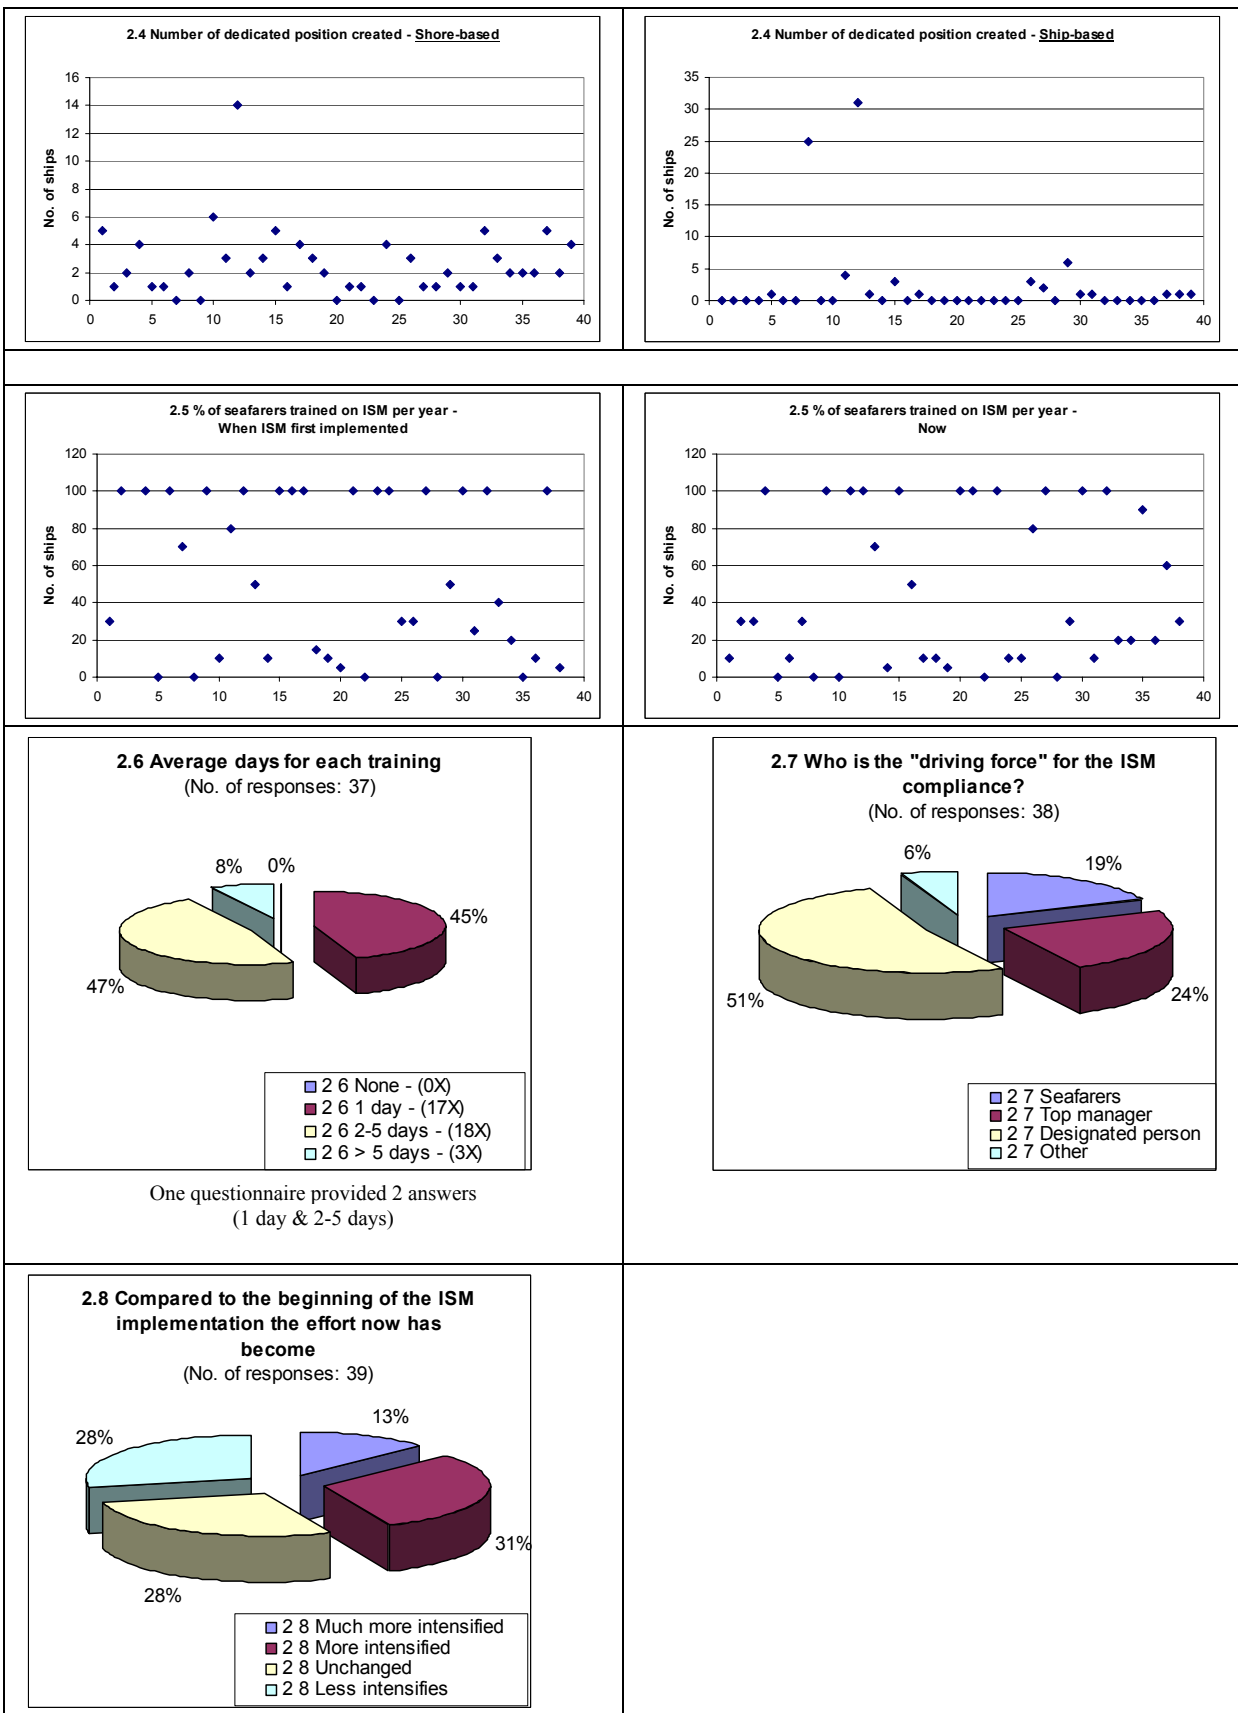 2.4 Number of dedicated position created - Shore-based
No. of ships
16
14
12
10
8
6
4
2
0
0 5 10 15 20 25 30 35 40
2.4 Number of dedicated position created - Ship-based
No. of ships
35
30
25
20
15
10
5
0
0 5 10 15 20 25 30 35 40
2.5 % of seafarers trained on ISM per year -
When ISM first implemented
No. of ships
120
100
80
60
40
20
0
0 5 10 15 20 25 30 35 40
2.5 % of seafarers trained on ISM per year -
Now
No. of ships
120
100
80
60
40
20
0
0 5 10 15 20 25 30 35 40
2.6 Average days for each training
(No. of responses: 37)
8% 0%
45%
47%
2 6 None - (0X)
2 6 1 day - (17X)
2 6 2-5 days - (18X)
2 6 > 5 days - (3X)
One questionnaire provided 2 answers
(1 day & 2-5 days)
2.7 Who is the "driving force" for the ISM
compliance?
(No. of responses: 38)
6%
19%
51%
24%
2 7 Seafarers
2 7 Top manager
2 7 Designated person
2 7 Other
2.8 Compared to the beginning of the ISM
implementation the effort now has
become
(No. of responses: 39)
13%
28%
31%
28%
2 8 Much more intensified
2 8 More intensified
2 8 Unchanged
2 8 Less intensifies